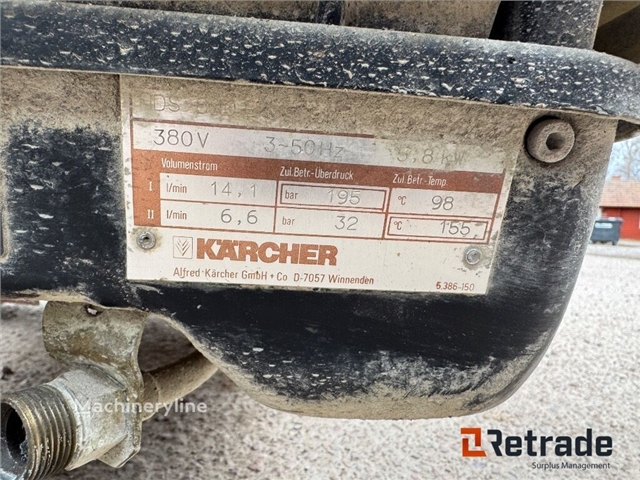 380V 3~50Hz
Volumenstrom Zul.Betr.-Überdruck Zul.Betr.-Temp.
I l/min 14,1 bar 195 °C 98
II l/min 6,6 bar 32 °C 155
KÄRCHER
Alfred Kärcher GmbH + Co D-7057 Winnenden 6.386-150
Machineryline
Retrade
Surplus Management